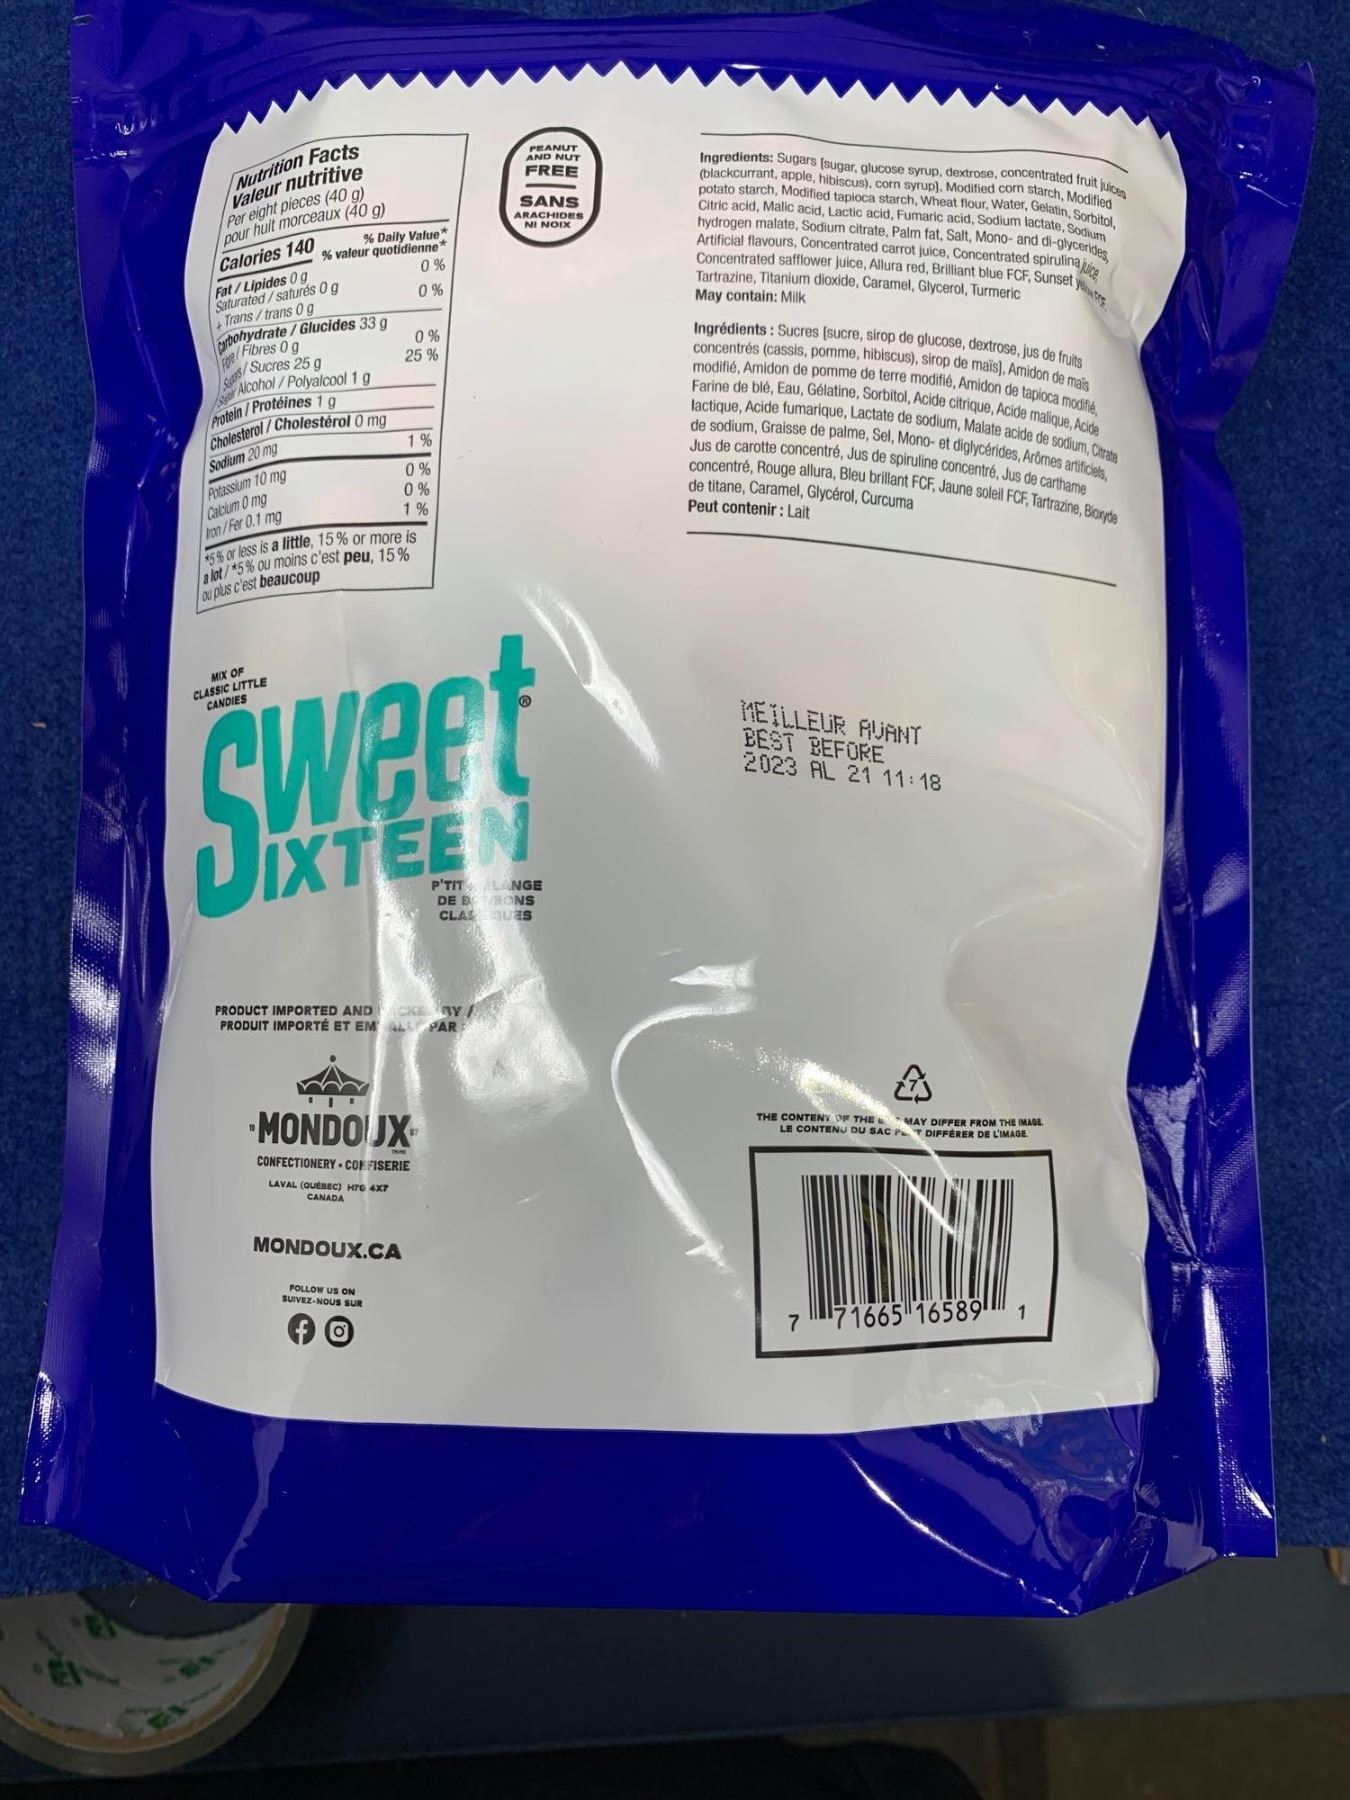 Nutrition Facts
Valeur nutritive
Per eight pieces (40 g)
pour huit morceaux (40 g)
Calories 140
% Daily Value*
% valeur quotidienne*
Fat / Lipides 0 g 0 %
Saturated / saturés 0 g
+ Trans / trans 0 g 0 %
Carbohydrate / Glucides 33 g
Fibre / Fibres 0 g 0 %
Sugars / Sucres 25 g 25 %
Sugar Alcohol / Polyalcool 1 g
Protein / Protéines 1 g
Cholesterol / Cholestérol 0 mg
Sodium 20 mg 1 %
Potassium 10 mg 0 %
Calcium 0 mg 0 %
Iron / Fer 0.1 mg 1 %
*5% or less is a little, 15% or more is
a lot / *5% ou moins c'est peu, 15%
ou plus c'est beaucoup
PEANUT
AND NUT
FREE
SANS
ARACHIDES
NI NOIX
Ingredients: Sugars [sugar, glucose syrup, dextrose, concentrated fruit juices
(blackcurrant, apple, hibiscus), corn syrup], Modified corn starch, Modified
potato starch, Modified tapioca starch, Wheat flour, Water, Gelatin, Sorbitol,
Citric acid, Malic acid, Lactic acid, Fumaric acid, Sodium lactate, Sodium
hydrogen malate, Sodium citrate, Palm fat, Salt, Mono- and di-glycerides,
Artificial flavours, Concentrated carrot juice, Concentrated spirulina juice,
Concentrated safflower juice, Allura red, Brilliant blue FCF, Sunset yellow FCF,
Tartrazine, Titanium dioxide, Caramel, Glycerol, Turmeric
May contain: Milk
Ingrédients : Sucres [sucre, sirop de glucose, dextrose, jus de fruits
concentrés (cassis, pomme, hibiscus), sirop de maïs], Amidon de maïs
modifié, Amidon de pomme de terre modifié, Amidon de tapioca modifié,
Farine de blé, Eau, Gélatine, Sorbitol, Acide citrique, Acide malique, Acide
lactique, Acide fumarique, Lactate de sodium, Malate acide de sodium, Citrate
de sodium, Graisse de palme, Sel, Mono- et diglycérides, Arômes artificiels,
Jus de carotte concentré, Jus de spiruline concentré, Jus de carthame
concentré, Rouge allura, Bleu brillant FCF, Jaune soleil FCF, Tartrazine, Bioxyde
de titane, Caramel, Glycérol, Curcuma
Peut contenir : Lait
MIX OF
CLASSIC LITTLE
CANDIES
Sweet®
SIXTEEN
P'TIT MÉLANGE
DE BONBONS
CLASSIQUES
MEILLEUR AVANT
BEST BEFORE
2023 AL 21 11:18
PRODUCT IMPORTED AND PACKED BY /
PRODUIT IMPORTÉ ET EMBALLÉ PAR :
19 MONDOUX 67
CONFECTIONERY • CONFISERIE
LAVAL (QUÉBEC) H7G 4X7
CANADA
MONDOUX.CA
FOLLOW US ON
SUIVEZ-NOUS SUR
7
THE CONTENT OF THE MAY DIFFER FROM THE IMAGE.
LE CONTENU DU SAC PEUT DIFFÉRER DE L'IMAGE.
7 71665 16589 1